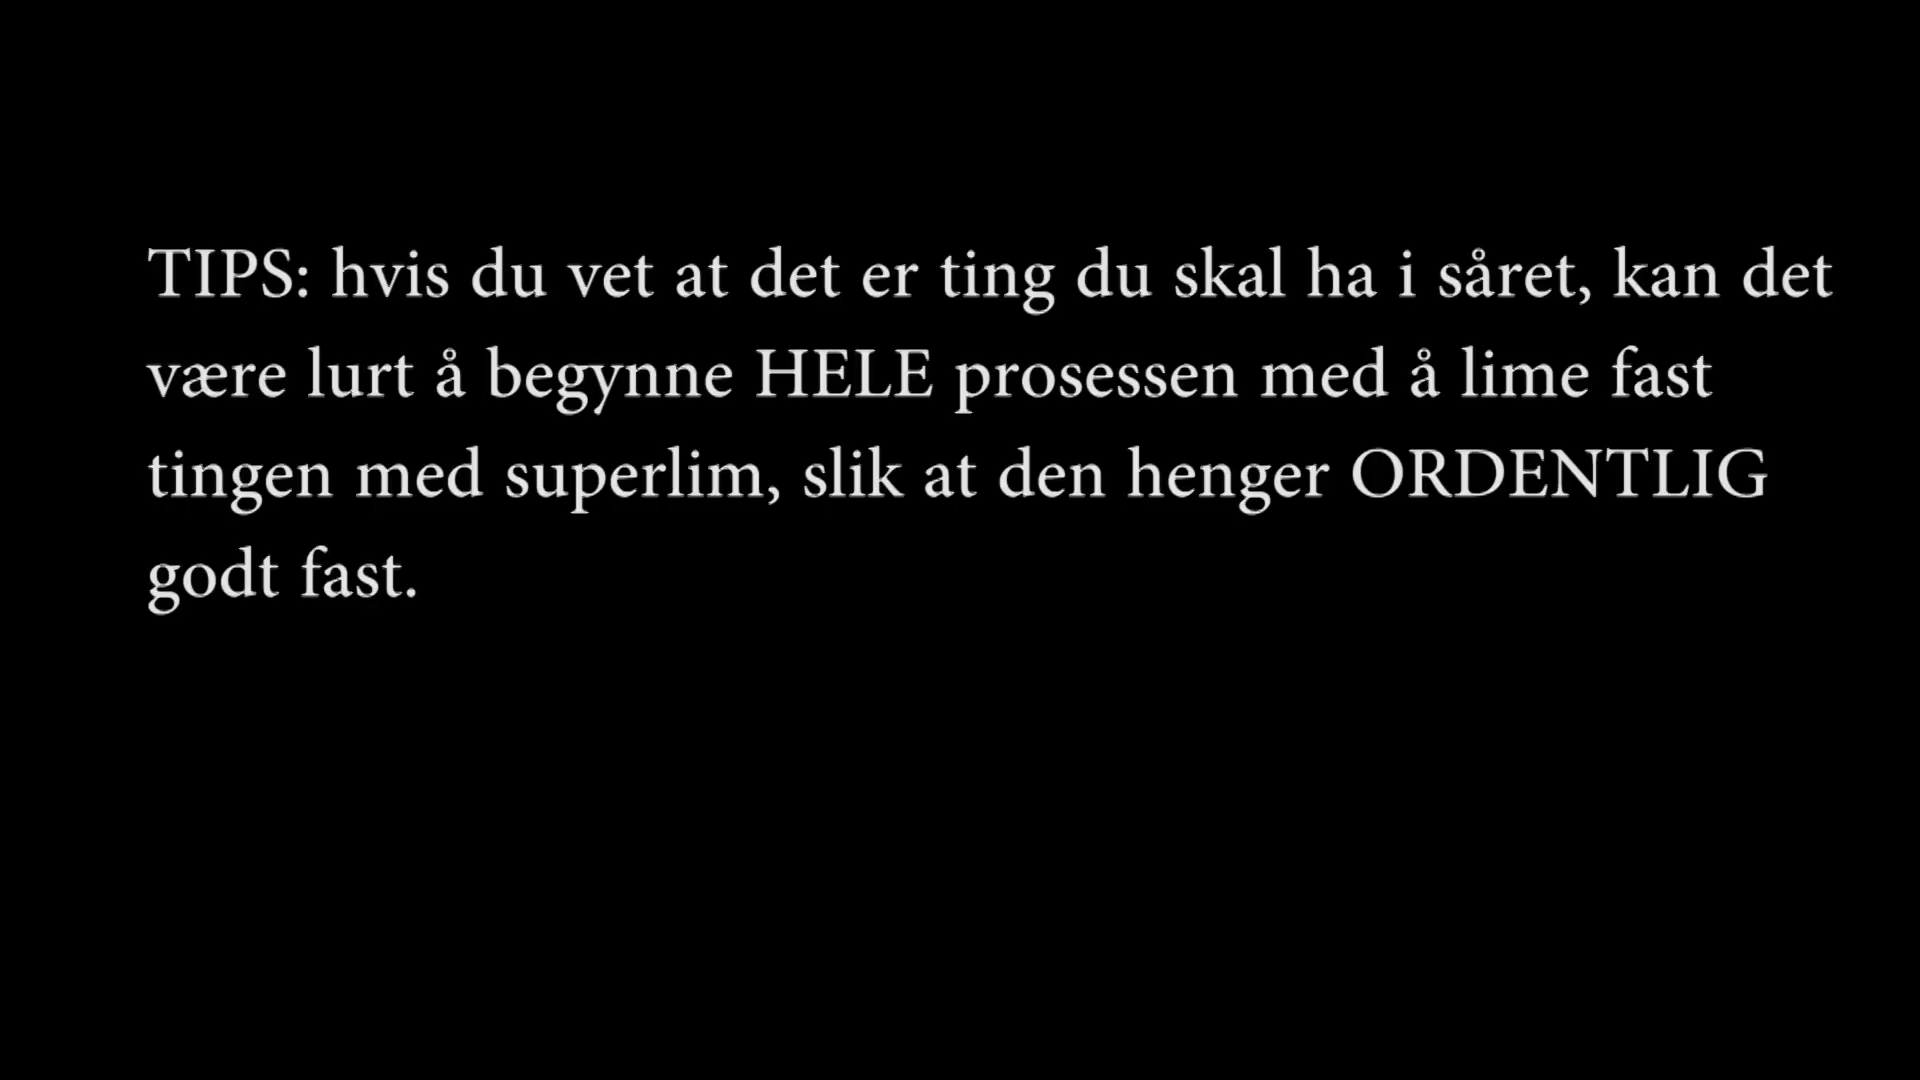 TIPS: hvis du vet at det er ting du skal ha i såret, kan det
være lurt å begynne HELE prosessen med å lime fast
tingen med superlim, slik at den henger ORDENTLIG
godt fast.